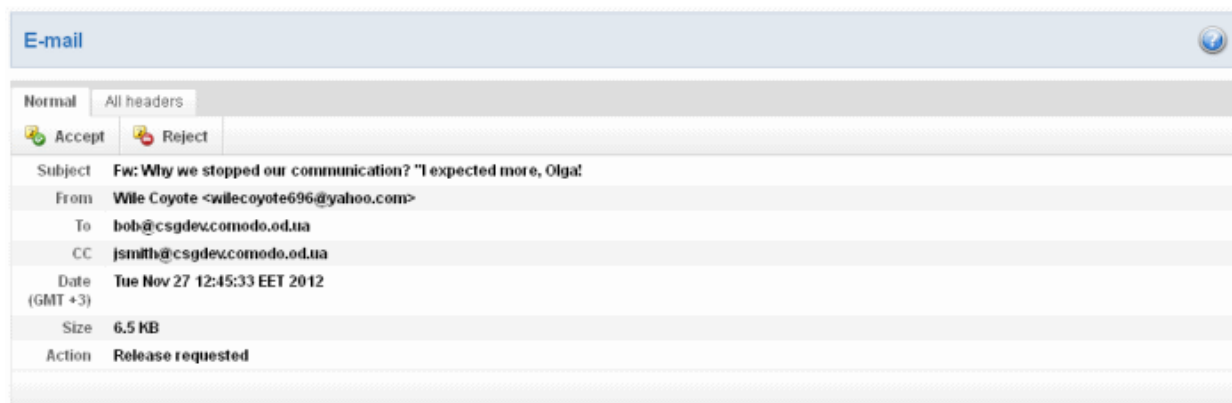 E-mail
Normal All headers
Accept Reject
Subject Fw: Why we stopped our communication? "I expected more, Olga!
From Wile Coyote <wilecoyote696@yahoo.com>
To bob@csgdev.comodo.od.ua
CC jsmith@csgdev.comodo.od.ua
Date Tue Nov 27 12:45:33 EET 2012
(GMT +3)
Size 6.5 KB
Action Release requested